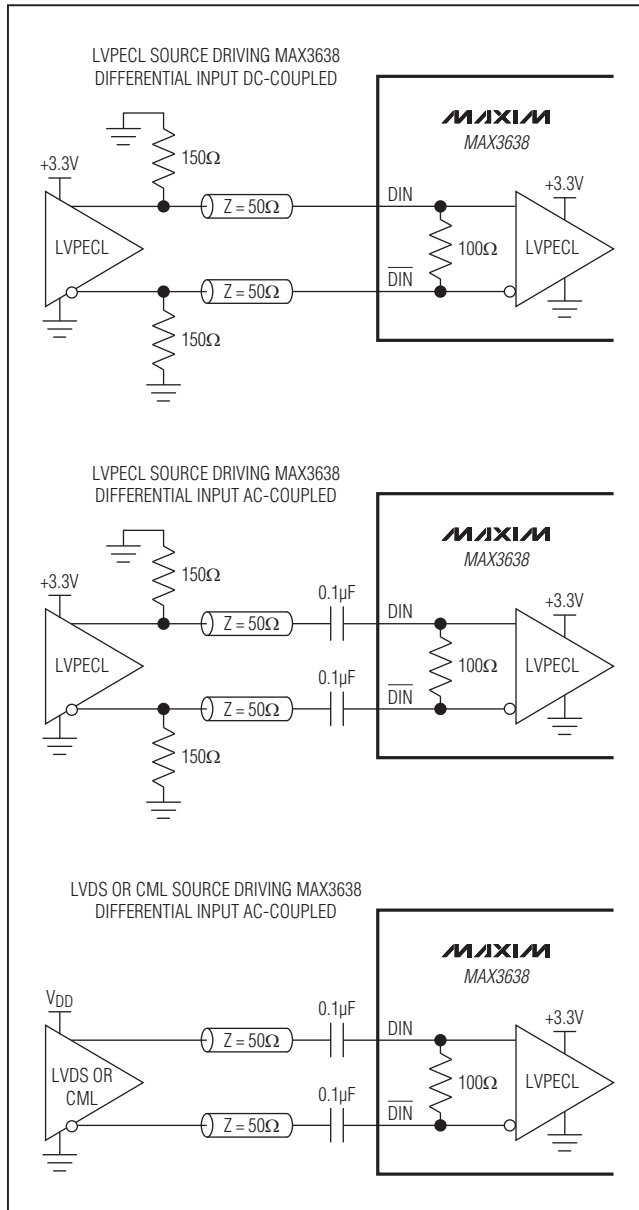 LVPECL SOURCE DRIVING MAX3638
DIFFERENTIAL INPUT DC-COUPLED
MAXIM
MAX3638
150Ω
+3.3V
+3.3V
Z = 50Ω
DIN
LVPECL
100Ω
LVPECL
Z = 50Ω
DIN
150Ω
LVPECL SOURCE DRIVING MAX3638
DIFFERENTIAL INPUT AC-COUPLED
MAXIM
MAX3638
150Ω
+3.3V
0.1µF
+3.3V
Z = 50Ω
DIN
LVPECL
0.1µF
100Ω
LVPECL
Z = 50Ω
DIN
150Ω
LVDS OR CML SOURCE DRIVING MAX3638
DIFFERENTIAL INPUT AC-COUPLED
MAXIM
MAX3638
VDD
0.1µF
+3.3V
Z = 50Ω
DIN
LVDS OR
CML
0.1µF
100Ω
LVPECL
Z = 50Ω
DIN